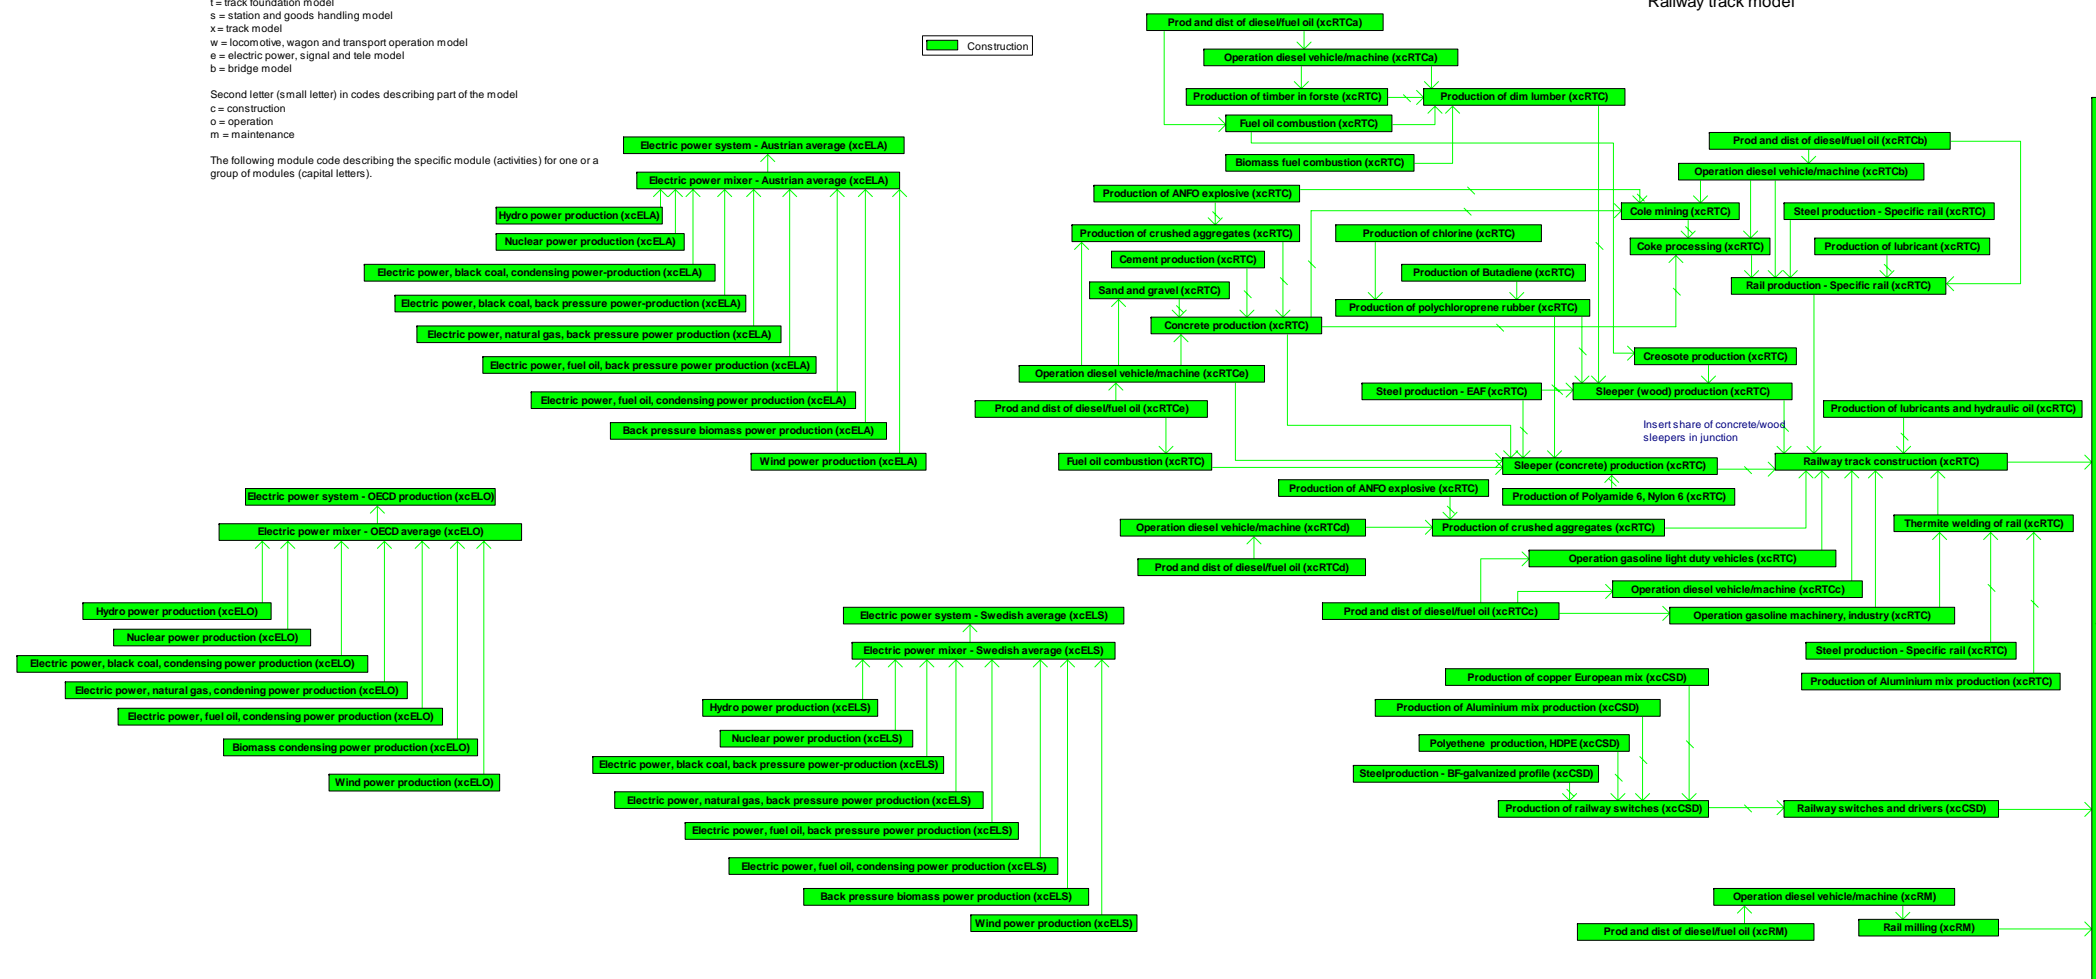 t = track foundation model
s = station and goods handling model
x = track model
w = locomotive, wagon and transport operation model
e = electric power, signal and tele model
b = bridge model
Second letter (small letter) in codes describing part of the model
c = construction
o = operation
m = maintenance
The following module code describing the specific module (activities) for one or a
group of modules (capital letters).
Construction
Railway track model
Electric power system - Austrian average (xcELA)
Electric power mixer - Austrian average (xcELA)
Hydro power production (xcELA)
Nuclear power production (xcELA)
Electric power, black coal, condensing power-production (xcELA)
Electric power, black coal, back pressure power-production (xcELA)
Electric power, natural gas, back pressure power production (xcELA)
Electric power, fuel oil, back pressure power production (xcELA)
Electric power, fuel oil, condensing power production (xcELA)
Back pressure biomass power production (xcELA)
Wind power production (xcELA)
Electric power system - OECD production (xcELO)
Electric power mixer - OECD average (xcELO)
Hydro power production (xcELO)
Nuclear power production (xcELO)
Electric power, black coal, condensing power production (xcELO)
Electric power, natural gas, condening power production (xcELO)
Electric power, fuel oil, condensing power production (xcELO)
Biomass condensing power production (xcELO)
Wind power production (xcELO)
Electric power system - Swedish average (xcELS)
Electric power mixer - Swedish average (xcELS)
Hydro power production (xcELS)
Nuclear power production (xcELS)
Electric power, black coal, back pressure power-production (xcELS)
Electric power, natural gas, back pressure power production (xcELS)
Electric power, fuel oil, back pressure power production (xcELS)
Electric power, fuel oil, condensing power production (xcELS)
Back pressure biomass power production (xcELS)
Wind power production (xcELS)
Prod and dist of diesel/fuel oil (xcRTCa)
Operation diesel vehicle/machine (xcRTCa)
Production of timber in forste (xcRTC)
Production of dim lumber (xcRTC)
Fuel oil combustion (xcRTC)
Biomass fuel combustion (xcRTC)
Prod and dist of diesel/fuel oil (xcRTCb)
Operation diesel vehicle/machine (xcRTCb)
Production of ANFO explosive (xcRTC)
Cole mining (xcRTC)
Steel production - Specific rail (xcRTC)
Production of crushed aggregates (xcRTC)
Production of chlorine (xcRTC)
Coke processing (xcRTC)
Production of lubricant (xcRTC)
Cement production (xcRTC)
Production of Butadiene (xcRTC)
Sand and gravel (xcRTC)
Rail production - Specific rail (xcRTC)
Production of polychloroprene rubber (xcRTC)
Concrete production (xcRTC)
Creosote production (xcRTC)
Operation diesel vehicle/machine (xcRTCe)
Steel production - EAF (xcRTC)
Sleeper (wood) production (xcRTC)
Prod and dist of diesel/fuel oil (xcRTCe)
Production of lubricants and hydraulic oil (xcRTC)
Insert share of concrete/wood
sleepers in junction
Fuel oil combustion (xcRTC)
Sleeper (concrete) production (xcRTC)
Railway track construction (xcRTC)
Production of ANFO explosive (xcRTC)
Production of Polyamide 6, Nylon 6 (xcRTC)
Operation diesel vehicle/machine (xcRTCd)
Production of crushed aggregates (xcRTC)
Thermite welding of rail (xcRTC)
Prod and dist of diesel/fuel oil (xcRTCd)
Operation gasoline light duty vehicles (xcRTC)
Operation diesel vehicle/machine (xcRTCc)
Prod and dist of diesel/fuel oil (xcRTCc)
Operation gasoline machinery, industry (xcRTC)
Steel production - Specific rail (xcRTC)
Production of Aluminium mix production (xcRTC)
Production of copper European mix (xcCSD)
Production of Aluminium mix production (xcCSD)
Polyethene production, HDPE (xcCSD)
Steelproduction - BF-galvanized profile (xcCSD)
Production of railway switches (xcCSD)
Railway switches and drivers (xcCSD)
Operation diesel vehicle/machine (xcRM)
Prod and dist of diesel/fuel oil (xcRM)
Rail milling (xcRM)